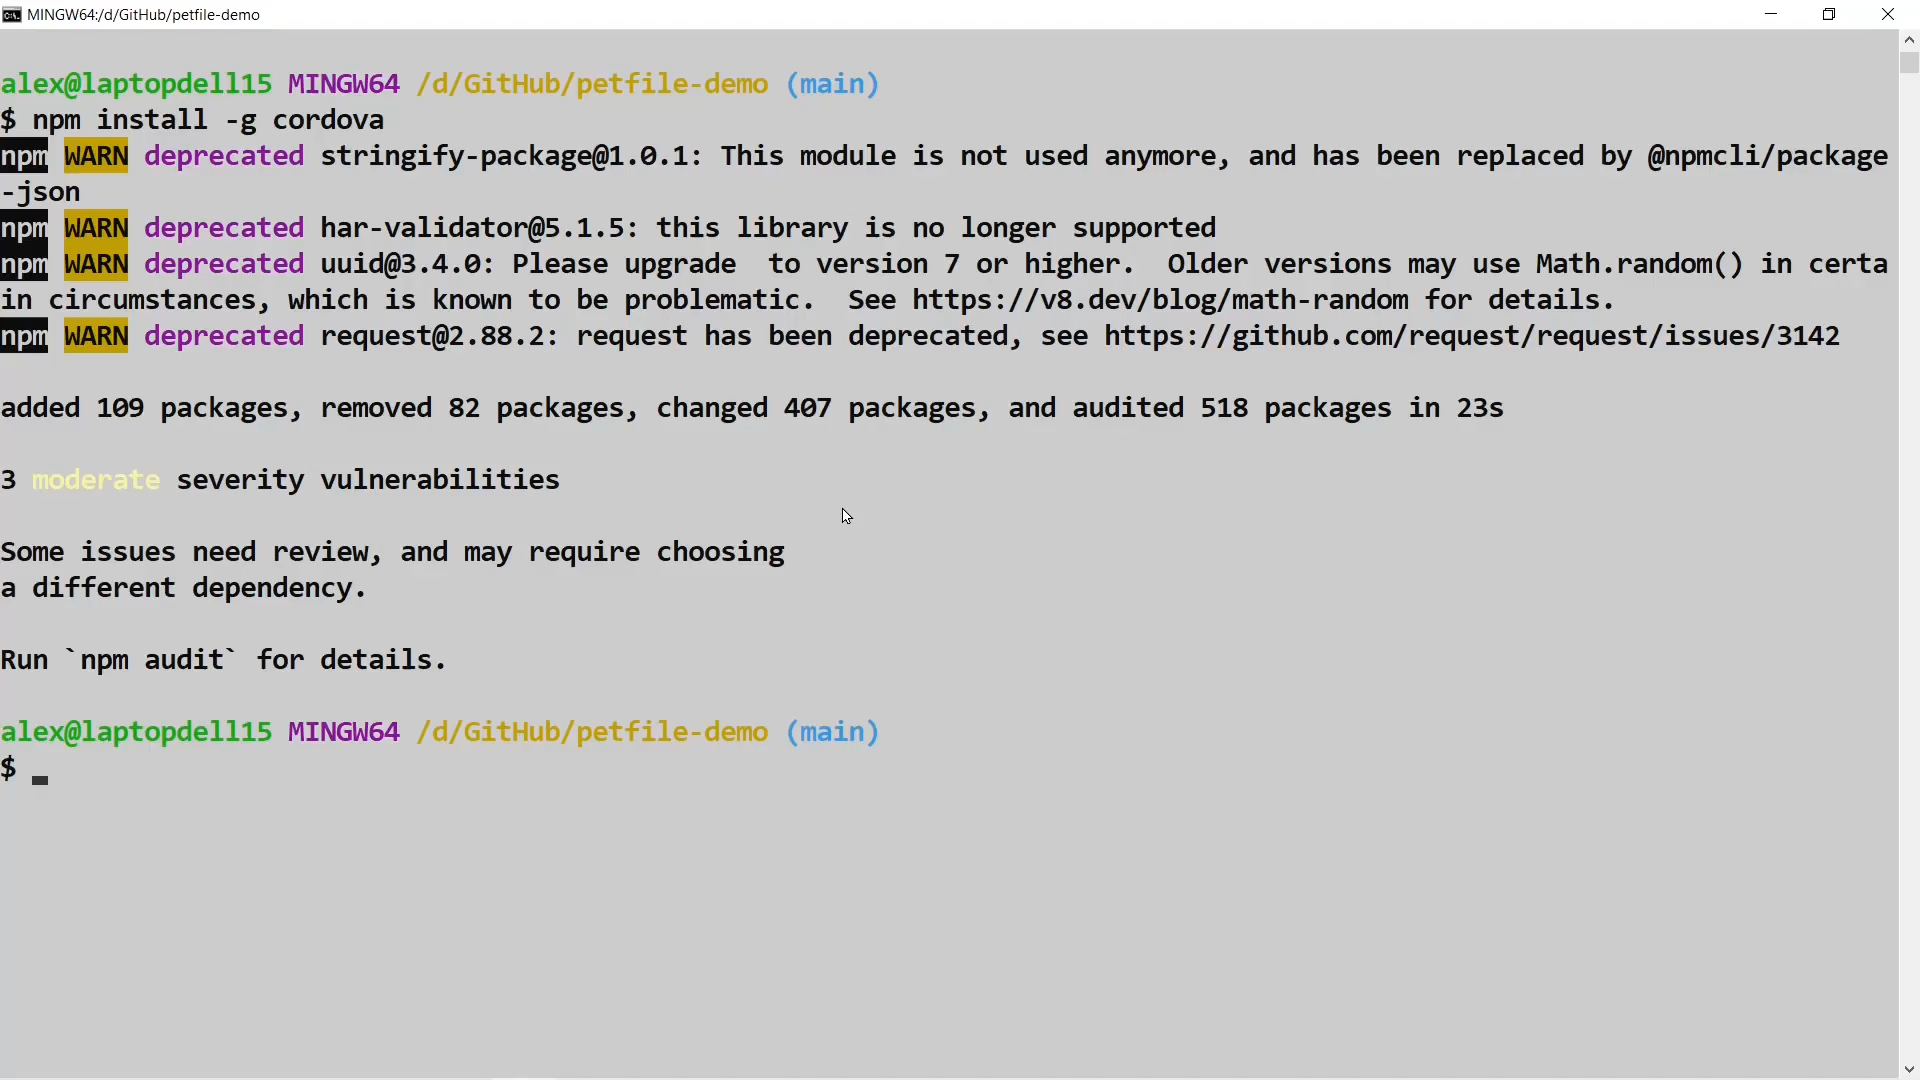 MINGW64:/d/GitHub/petfile-demo
alex@laptopdell15 MINGW64 /d/GitHub/petfile-demo (main)
$ npm install -g cordova
npm WARN deprecated stringify-package@1.0.1: This module is not used anymore, and has been replaced by @npmcli/package
-json
npm WARN deprecated har-validator@5.1.5: this library is no longer supported
npm WARN deprecated uuid@3.4.0: Please upgrade  to version 7 or higher.  Older versions may use Math.random() in certa
in circumstances, which is known to be problematic.  See https://v8.dev/blog/math-random for details.
npm WARN deprecated request@2.88.2: request has been deprecated, see https://github.com/request/request/issues/3142
added 109 packages, removed 82 packages, changed 407 packages, and audited 518 packages in 23s
3 moderate severity vulnerabilities
Some issues need review, and may require choosing
a different dependency.
Run `npm audit` for details.
alex@laptopdell15 MINGW64 /d/GitHub/petfile-demo (main)
$